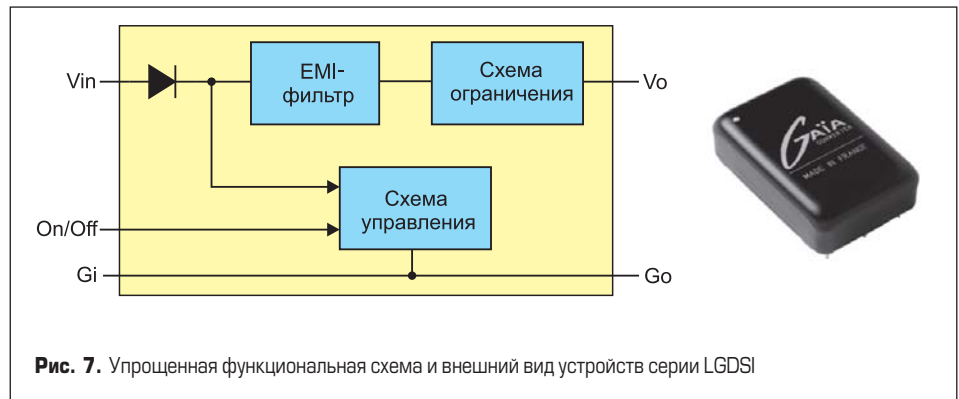 Vin
EMI-
фильтр
Схема
ограничения
Vo
On/Off
Схема
управления
Gi
Go
GAÏA
CONVERTER
MADE IN FRANCE
Рис. 7. Упрощенная функциональная схема и внешний вид устройств серии LGDSI